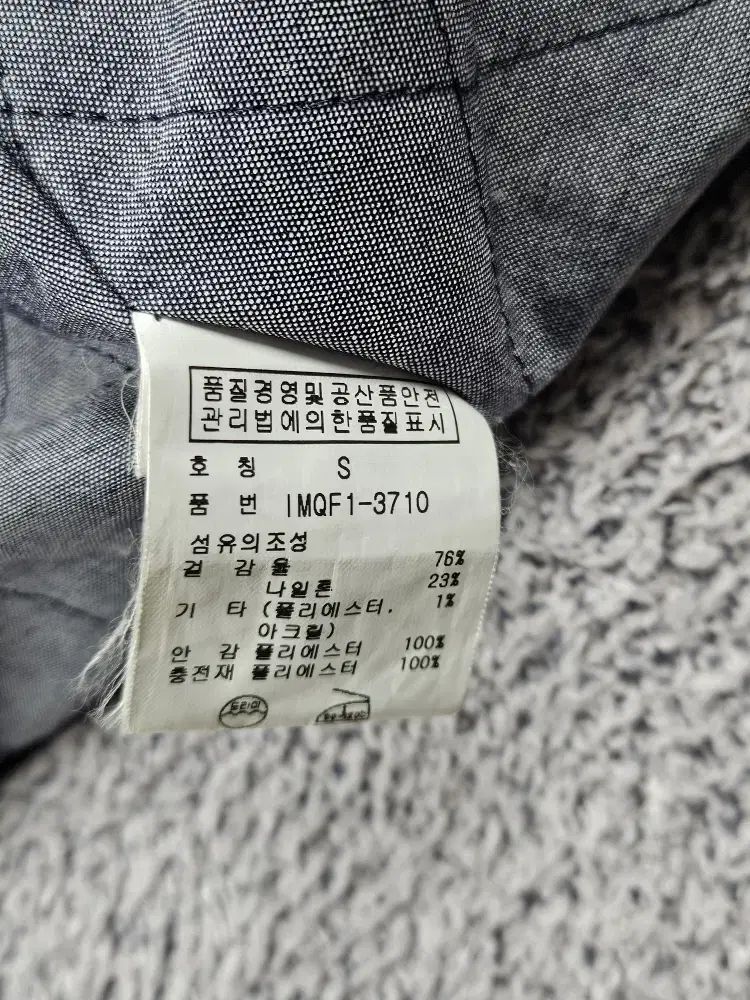 품질경영및공산품안전
관리법에의한품질표시
호 칭 S
품 번 IMQF1-3710
섬유의조성
겉 감 울 76%
나일론 23%
기 타 (폴리에스터, 1%
아크릴)
안 감 폴리에스터 100%
충전재 폴리에스터 100%
드라이